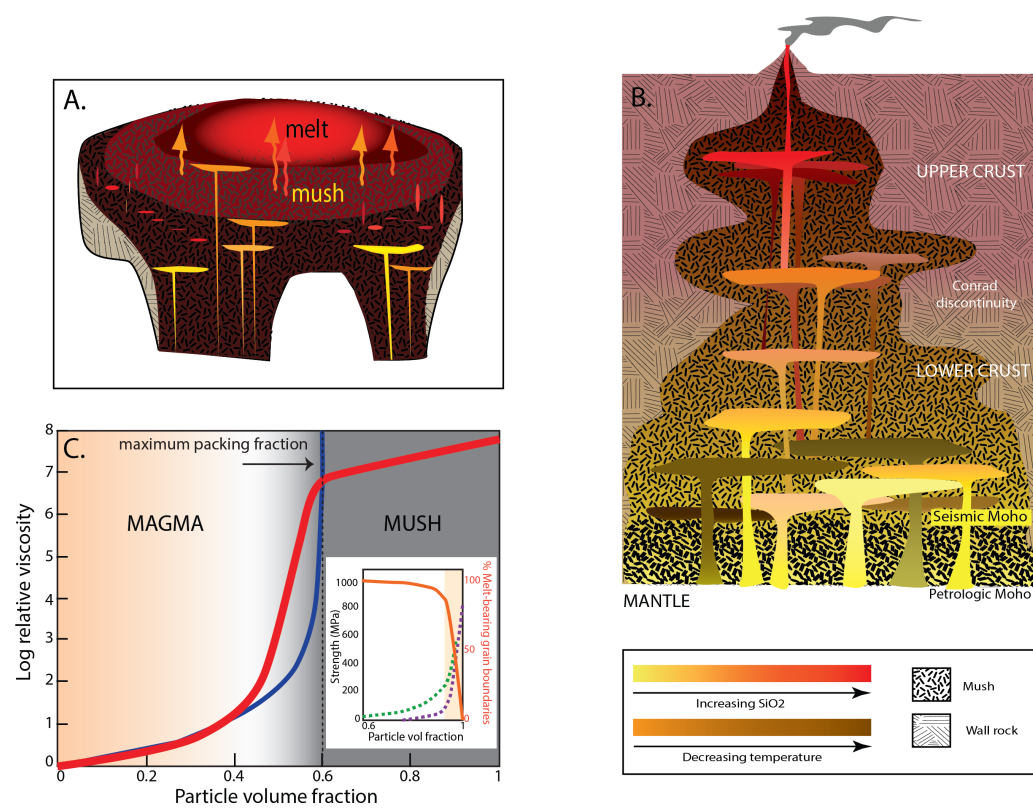 A.
melt
mush
B.
UPPER CRUST
Conrad
discontinuity
LOWER CRUST
Seismic Moho
Petrologic Moho
MANTLE
C.
maximum packing fraction
MAGMA
MUSH
Log relative viscosity
8
7
6
5
4
3
2
1
0
0
0.2
0.4
0.6
0.8
1
Particle volume fraction
Strength (MPa)
1000
800
600
400
200
0
0.6
1
Particle vol fraction
100
50
0
% Melt-bearing grain
boundaries
Increasing SiO2
Decreasing temperature
Mush
Wall rock